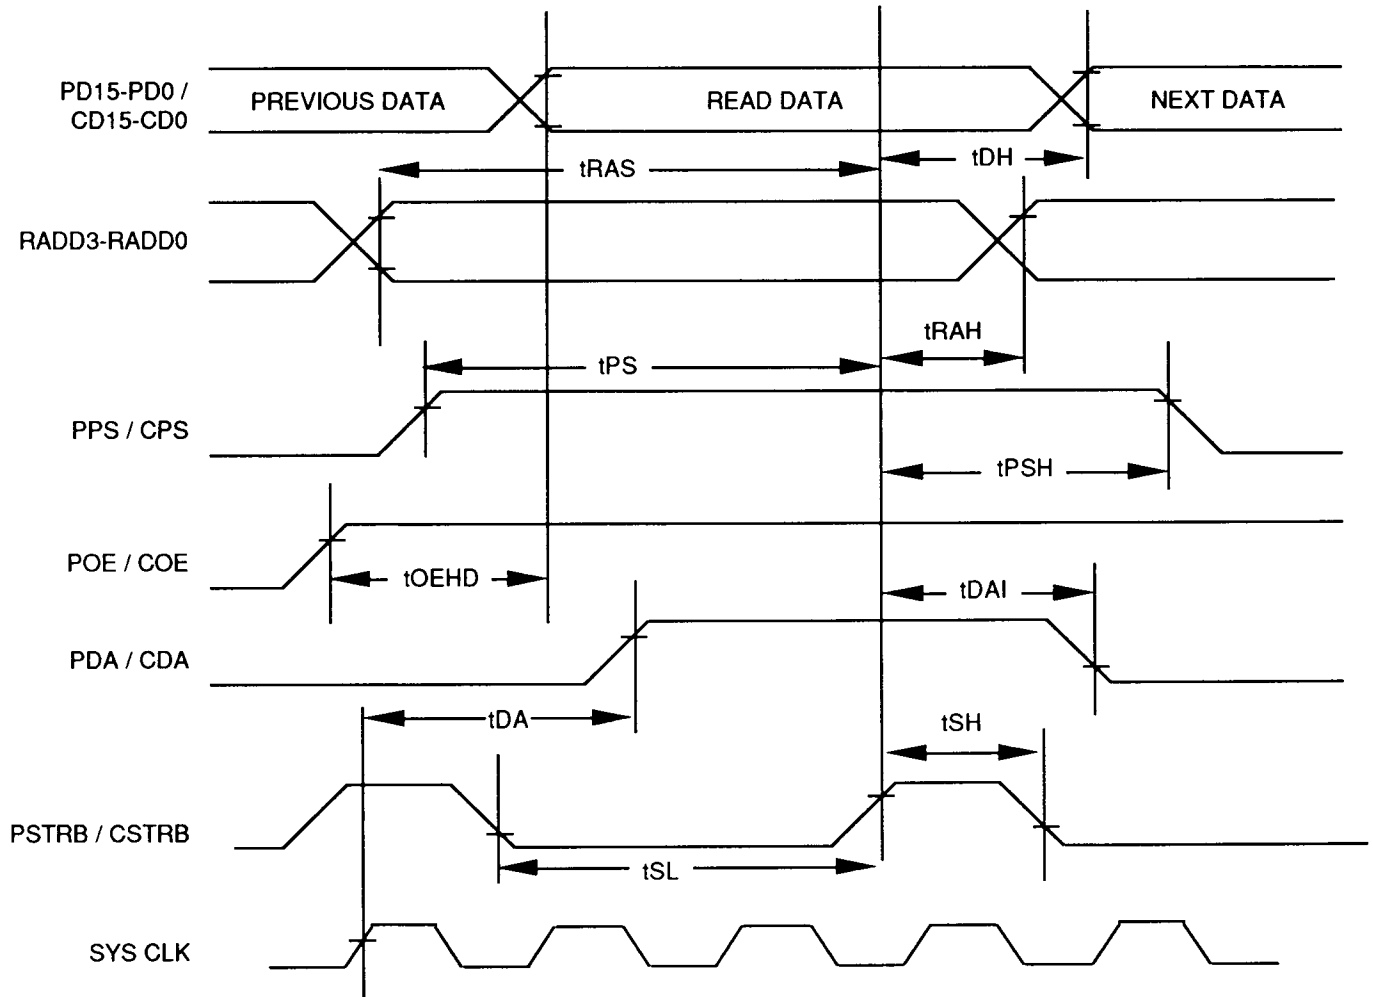 PD15-PD0 /
CD15-CD0
PREVIOUS DATA
READ DATA
NEXT DATA
tRAS
tDH
RADD3-RADD0
tRAH
tPS
PPS / CPS
tPSH
POE / COE
tOEHD
tDAI
PDA / CDA
tDA
tSH
PSTRB / CSTRB
tSL
SYS CLK